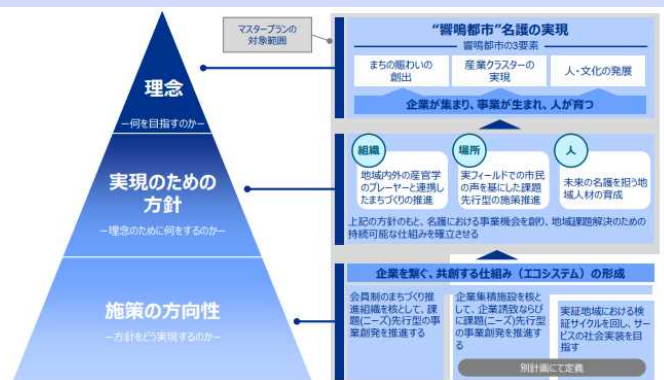 マスタープランの
対象範囲
理念
ー何を目指すのかー
実現のための
方針
ー理念のために何をするのかー
施策の方向性
ー方針をどう実現するのかー
“響鳴都市”名護の実現
響鳴都市の3要素
まちの賑わいの
創出
産業クラスターの
実現
人・文化の発展
企業が集まり、事業が生まれ、人が育つ
組織
地域内外の産官学
のプレーヤーと連携し
たまちづくりの推進
場所
実フィールドでの市民
の声を基にした課題
先行型の施策推進
人
未来の名護を担う地
域人材の育成
上記の方針のもと、名護における事業機会を創り、地域課題解決のための
持続可能な仕組みを確立させる
企業を繋ぐ、共創する仕組み（エコシステム）の形成
会員制のまちづくり推
進組織を核として、課
題(ニーズ)先行型の事
業創発を推進する
企業集積施設を核と
して、企業誘致ならび
に課題(ニーズ)先行型
の事業創発を推進す
る
実証地域における検
証サイクルを回し、サー
ビスの社会実装を目
指す
別計画にて定義